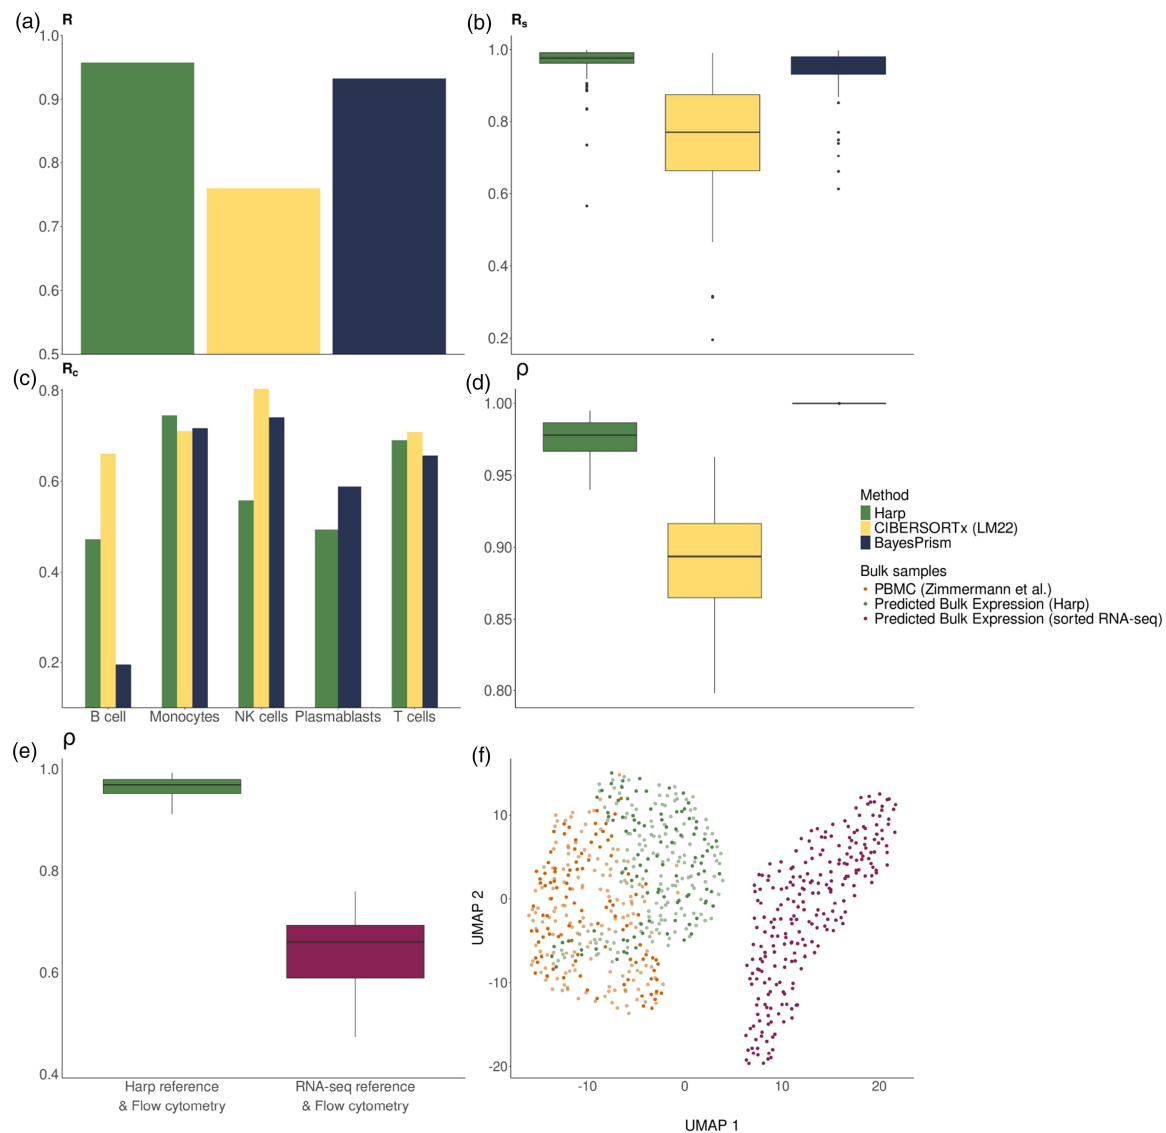 (a)
R
1.0
0.9
0.8
0.7
0.6
0.5
(b)
Rs
1.0
0.8
0.6
0.4
0.2
(c)
Rc
0.8
0.6
0.4
0.2
B cell
Monocytes
NK cells
Plasmablasts
T cells
(d)
ρ
1.00
0.95
0.90
0.85
0.80
Method
Harp
CIBERSORTx (LM22)
BayesPrism
Bulk samples
PBMC (Zimmermann et al.)
Predicted Bulk Expression (Harp)
Predicted Bulk Expression (sorted RNA-seq)
(e)
ρ
1.0
0.8
0.6
0.4
Harp reference
& Flow cytometry
RNA-seq reference
& Flow cytometry
(f)
UMAP 2
10
0
-10
-20
-10
0
10
20
UMAP 1